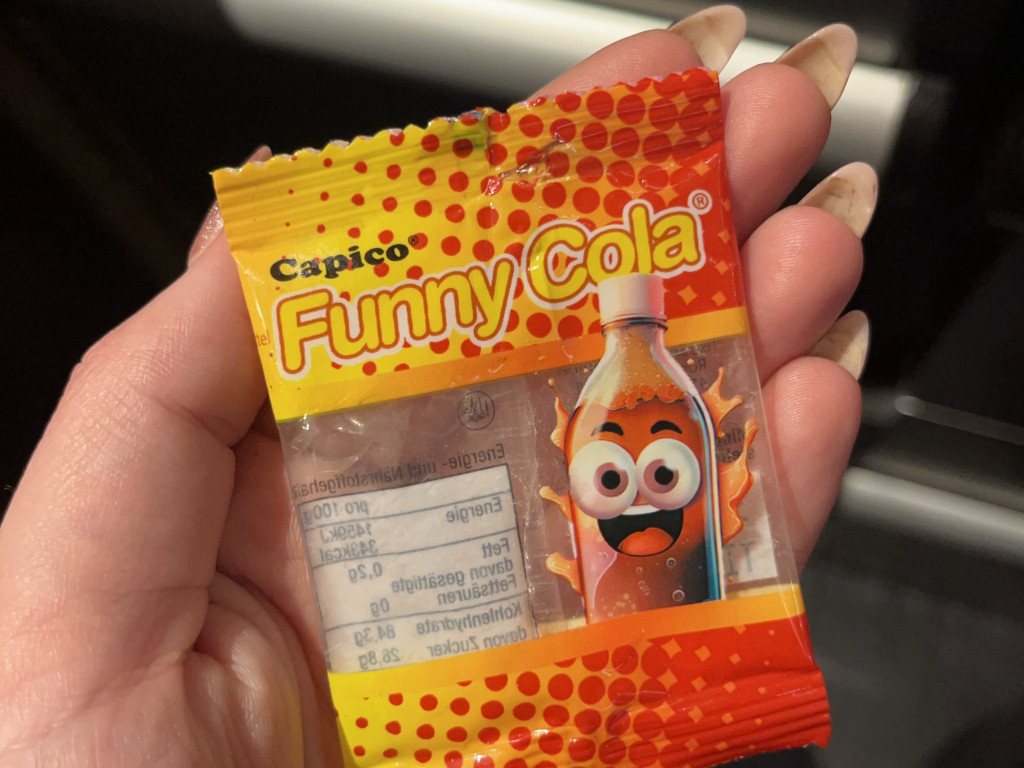 Capico®
Funny Cola®
Energie- und Nährstoffgehalt
pro 100g
Energie
1459kJ
343kcal
Fett
0,2g
davon gesättigte
Fettsäuren
0g
Kohlenhydrate
84,3g
davon Zucker
26,8g